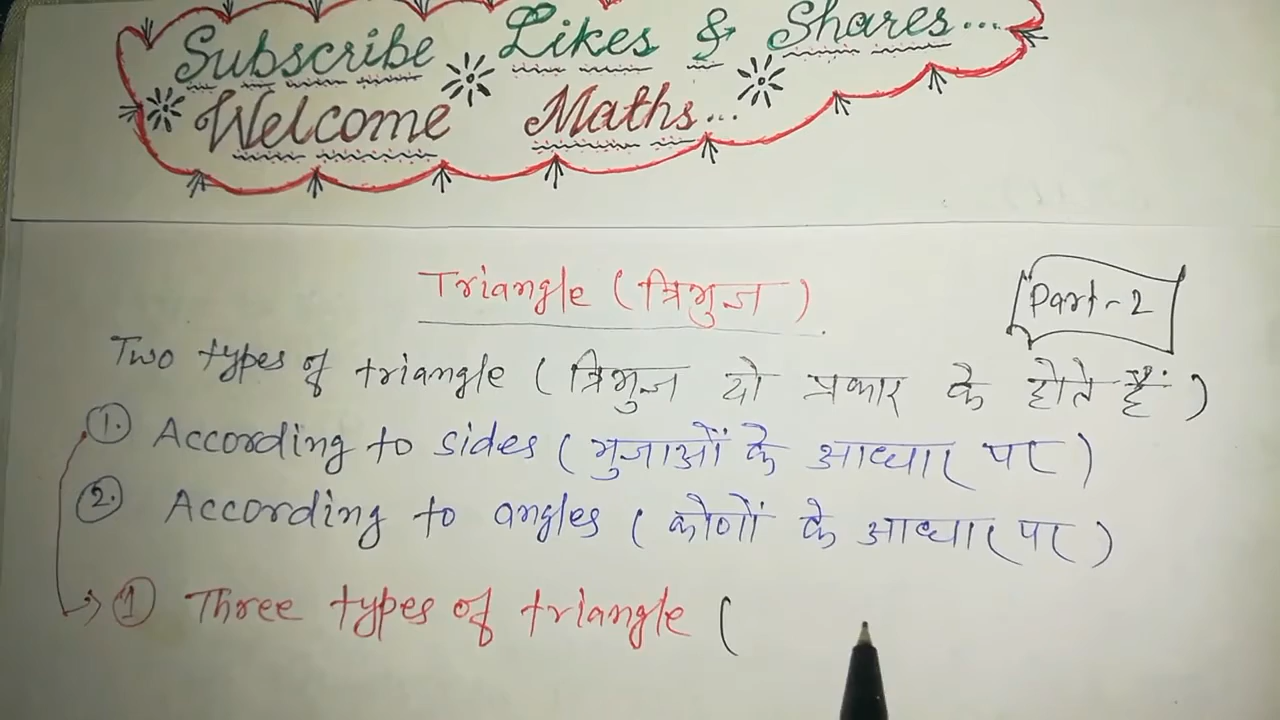 Subscribe Likes & Shares...
Welcome Maths...
Triangle (त्रिभुज)
Part-2
Two types of triangle (त्रिभुज दो प्रकार के होते हैं)
1. According to sides (भुजाओं के आधार पर)
2. According to angles (कोणों के आधार पर)
→ 1 Three types of triangle (